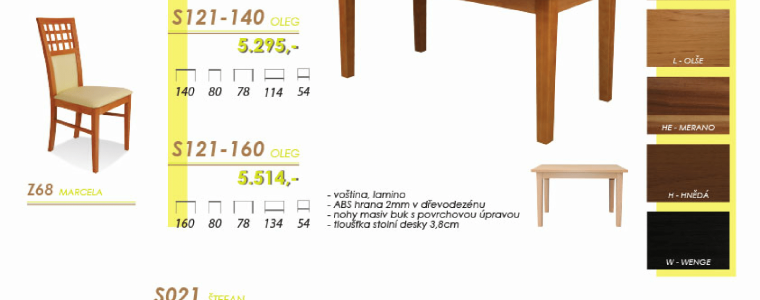 S121-140 OLEG
5.295,-
140 80 78 114 54
S121-160 OLEG
5.514,-
160 80 78 134 54
Z68 MARCELA
- voština, lamino
- ABS hrana 2mm v dřevodezénu
- nohy masiv buk s povrchovou úpravou
- tloušťka stolní desky 3,8cm
L - OLŠE
HE - MERANO
H - HNĚDÁ
W - WENGE
S021 ŠTEFAN